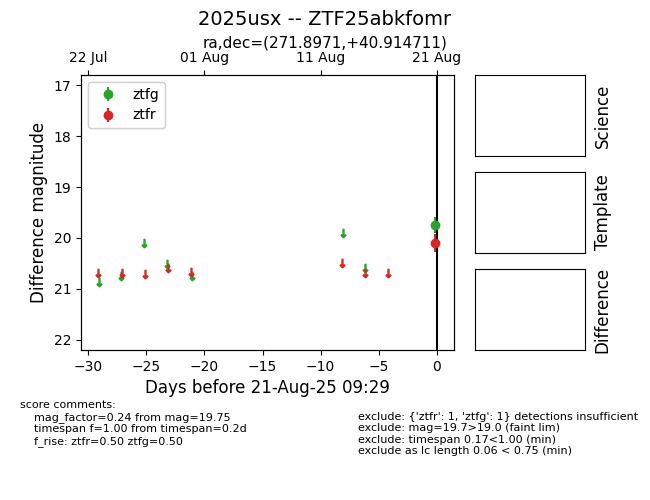 2025usx -- ZTF25abkfomr
ra,dec=(271.8971,+40.914711)
22 Jul
01 Aug
11 Aug
21 Aug
ztfg
ztfr
17
18
19
20
21
22
Difference magnitude
−30
−25
−20
−15
−10
−5
0
Days before 21-Aug-25 09:29
Science
Template
Difference
score comments:
mag_factor=0.24 from mag=19.75
timespan f=1.00 from timespan=0.2d
f_rise: ztfr=0.50 ztfg=0.50
exclude: {'ztfr': 1, 'ztfg': 1} detections insufficient
exclude: mag=19.7>19.0 (faint lim)
exclude: timespan 0.17<1.00 (min)
exclude as lc length 0.06 < 0.75 (min)